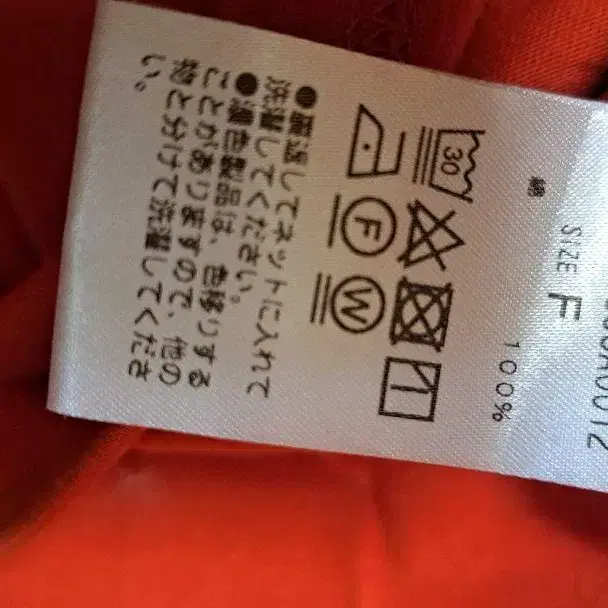 SIZE F
綿 100%
30
F W
●裏返してネットに入れて
洗濯してください。
●濃色製品は、色移りする
ことがありますので、他の
物と分けて洗濯してくださ
い。